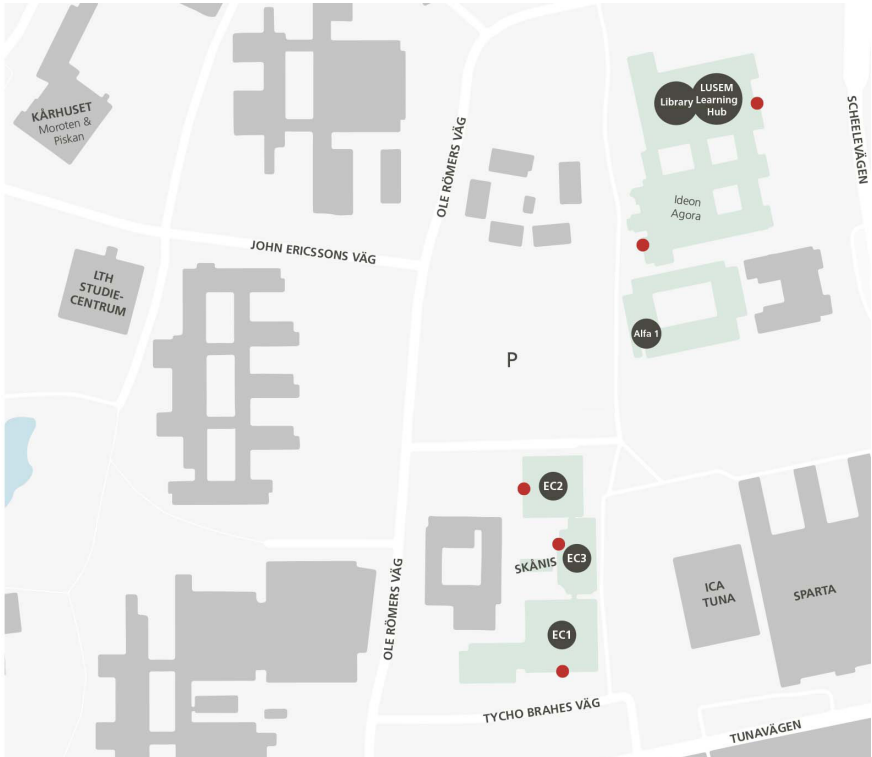 KÅRHUSET
Moroten &
Piskan
OLE RÖMERS VÄG
Library
LUSEM
Learning
Hub
SCHEELEVÄGEN
Ideon
Agora
JOHN ERICSSONS VÄG
LTH
STUDIE-
CENTRUM
Alfa 1
P
EC2
SKÅNIS
EC3
ICA
TUNA
SPARTA
OLE RÖMERS VÄG
EC1
TYCHO BRAHES VÄG
TUNAVÄGEN